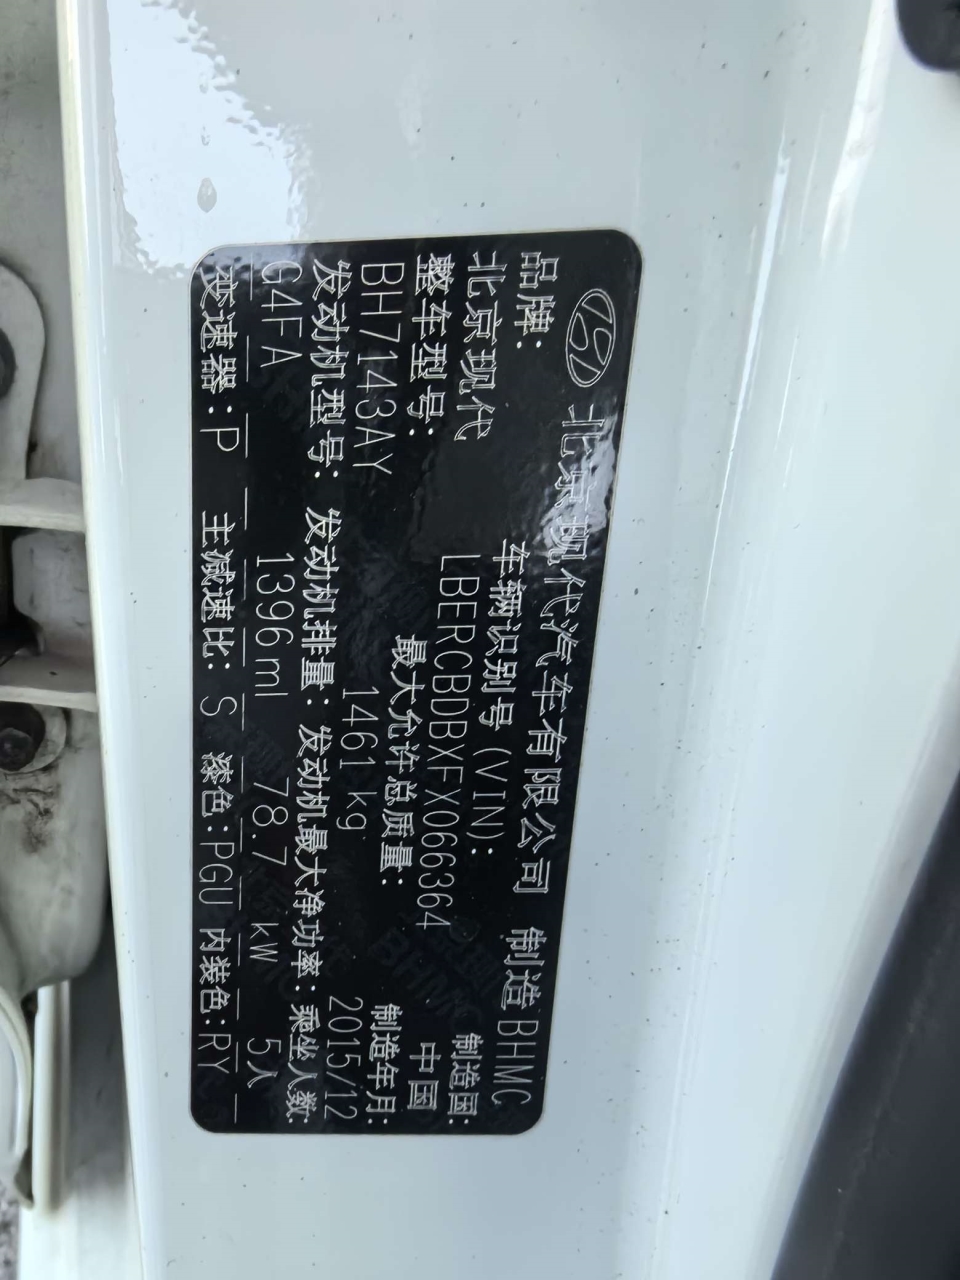 北京现代汽车有限公司 制造 BHMC
品牌: 车辆识别号 (VIN): 制造国:
北京现代 LBERCBDBXFX066364 中国
整车型号: 最大允许总质量: 制造年月:
BH7143AY 1461 kg 2015/12
发动机型号: 发动机排量: 发动机最大净功率: 乘坐人数:
G4FA 1396ml 78.7 kW 5人
变速器: P 主减速比: S 漆色: PGU 内装色: RY